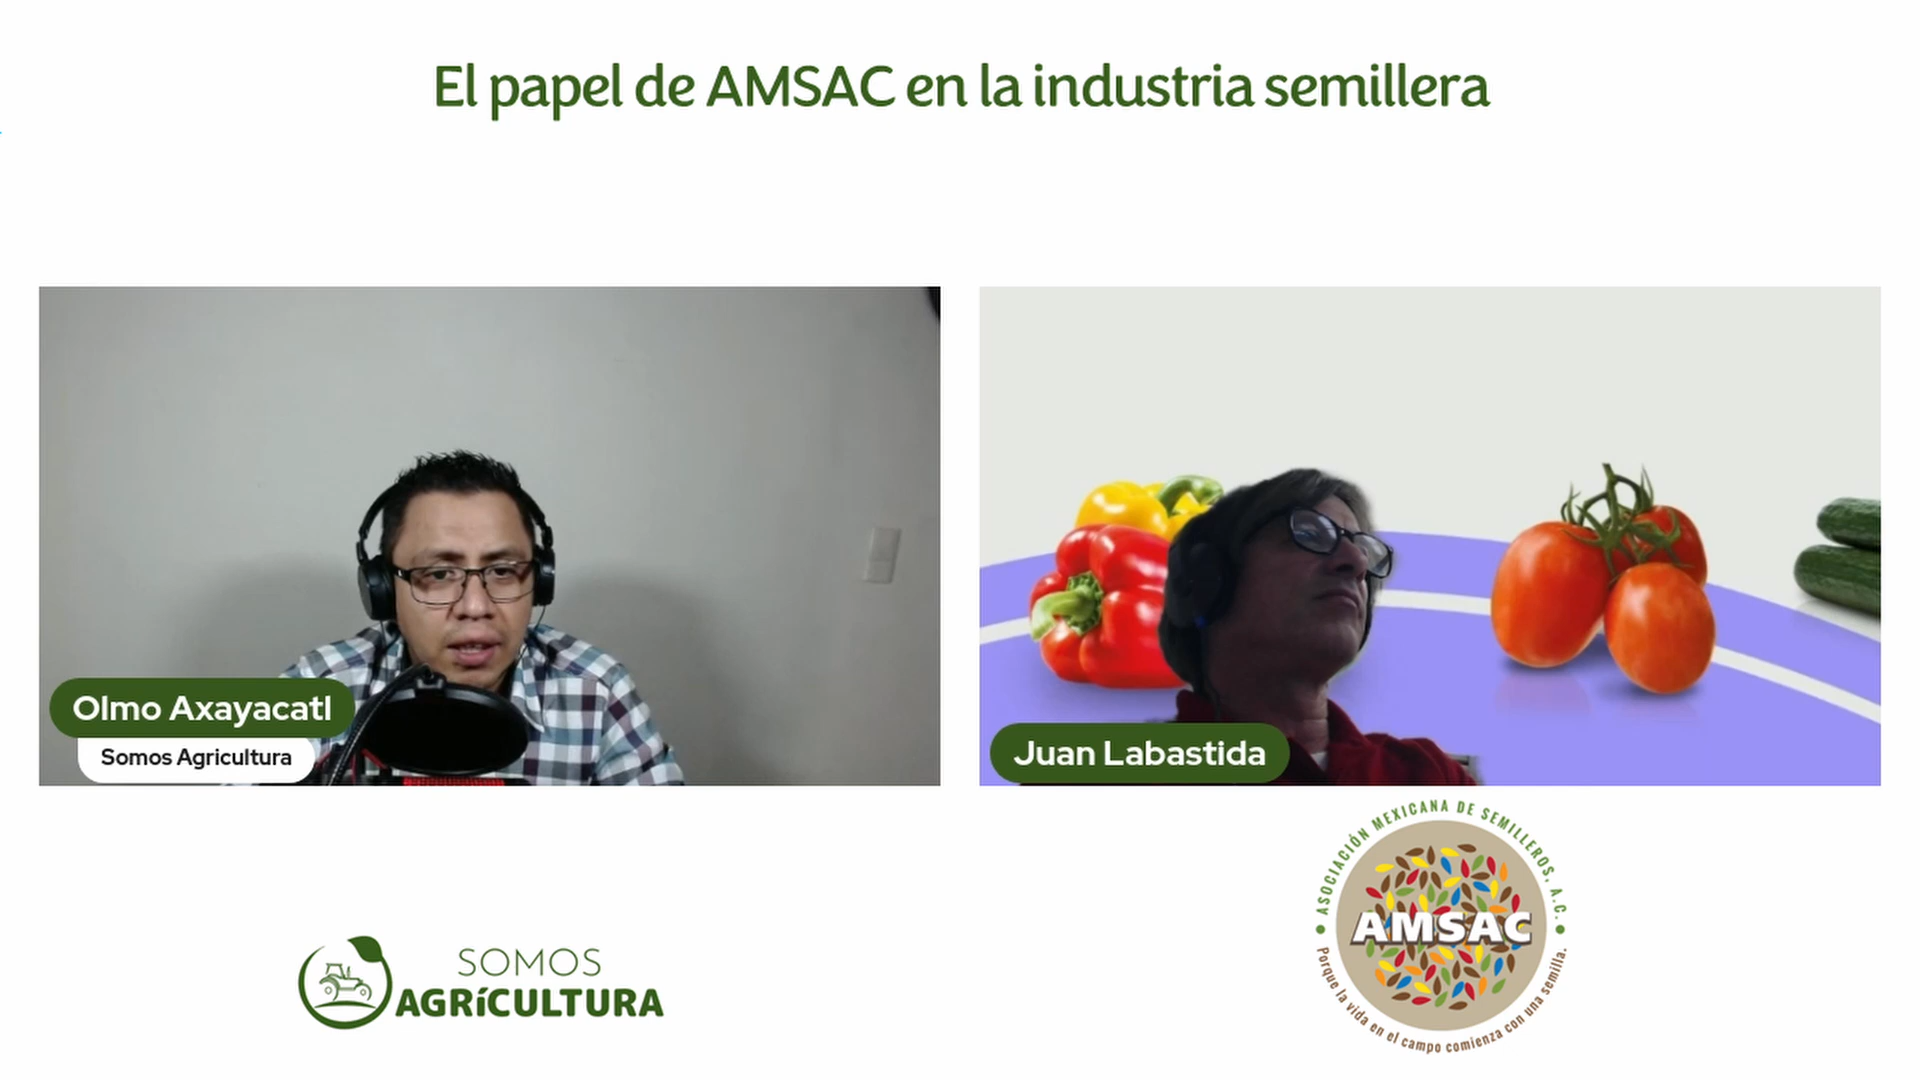 El papel de AMSAC en la industria semillera
Olmo Axayacatl
Somos Agricultura
Juan Labastida
SOMOS
AGRíCULTURA
ASOCIACIÓN MEXICANA DE SEMILLEROS, A.C.
AMSAC
Porque la vida en el campo comienza con una semilla.